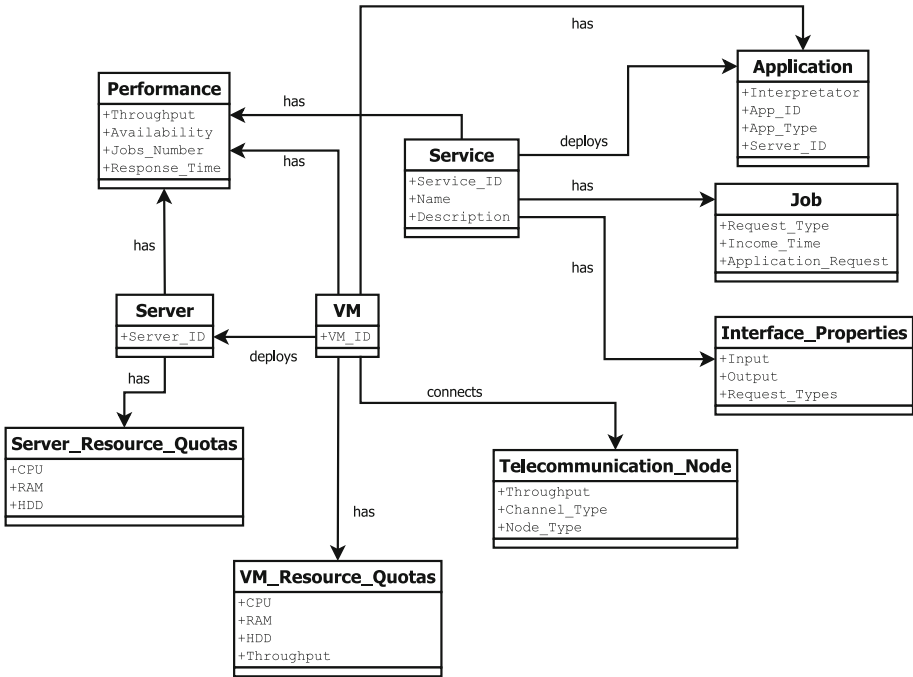 has
Application
+Interpretator
+App_ID
+App_Type
+Server_ID
Performance
+Throughput
+Availability
+Jobs_Number
+Response_Time
has
has
deploys
Service
+Service_ID
+Name
+Description
has
Job
+Request_Type
+Income_Time
+Application_Request
has
has
Server
+Server_ID
VM
+VM_ID
deploys
Interface_Properties
+Input
+Output
+Request_Types
has
connects
Server_Resource_Quotas
+CPU
+RAM
+HDD
Telecommunication_Node
+Throughput
+Channel_Type
+Node_Type
has
VM_Resource_Quotas
+CPU
+RAM
+HDD
+Throughput